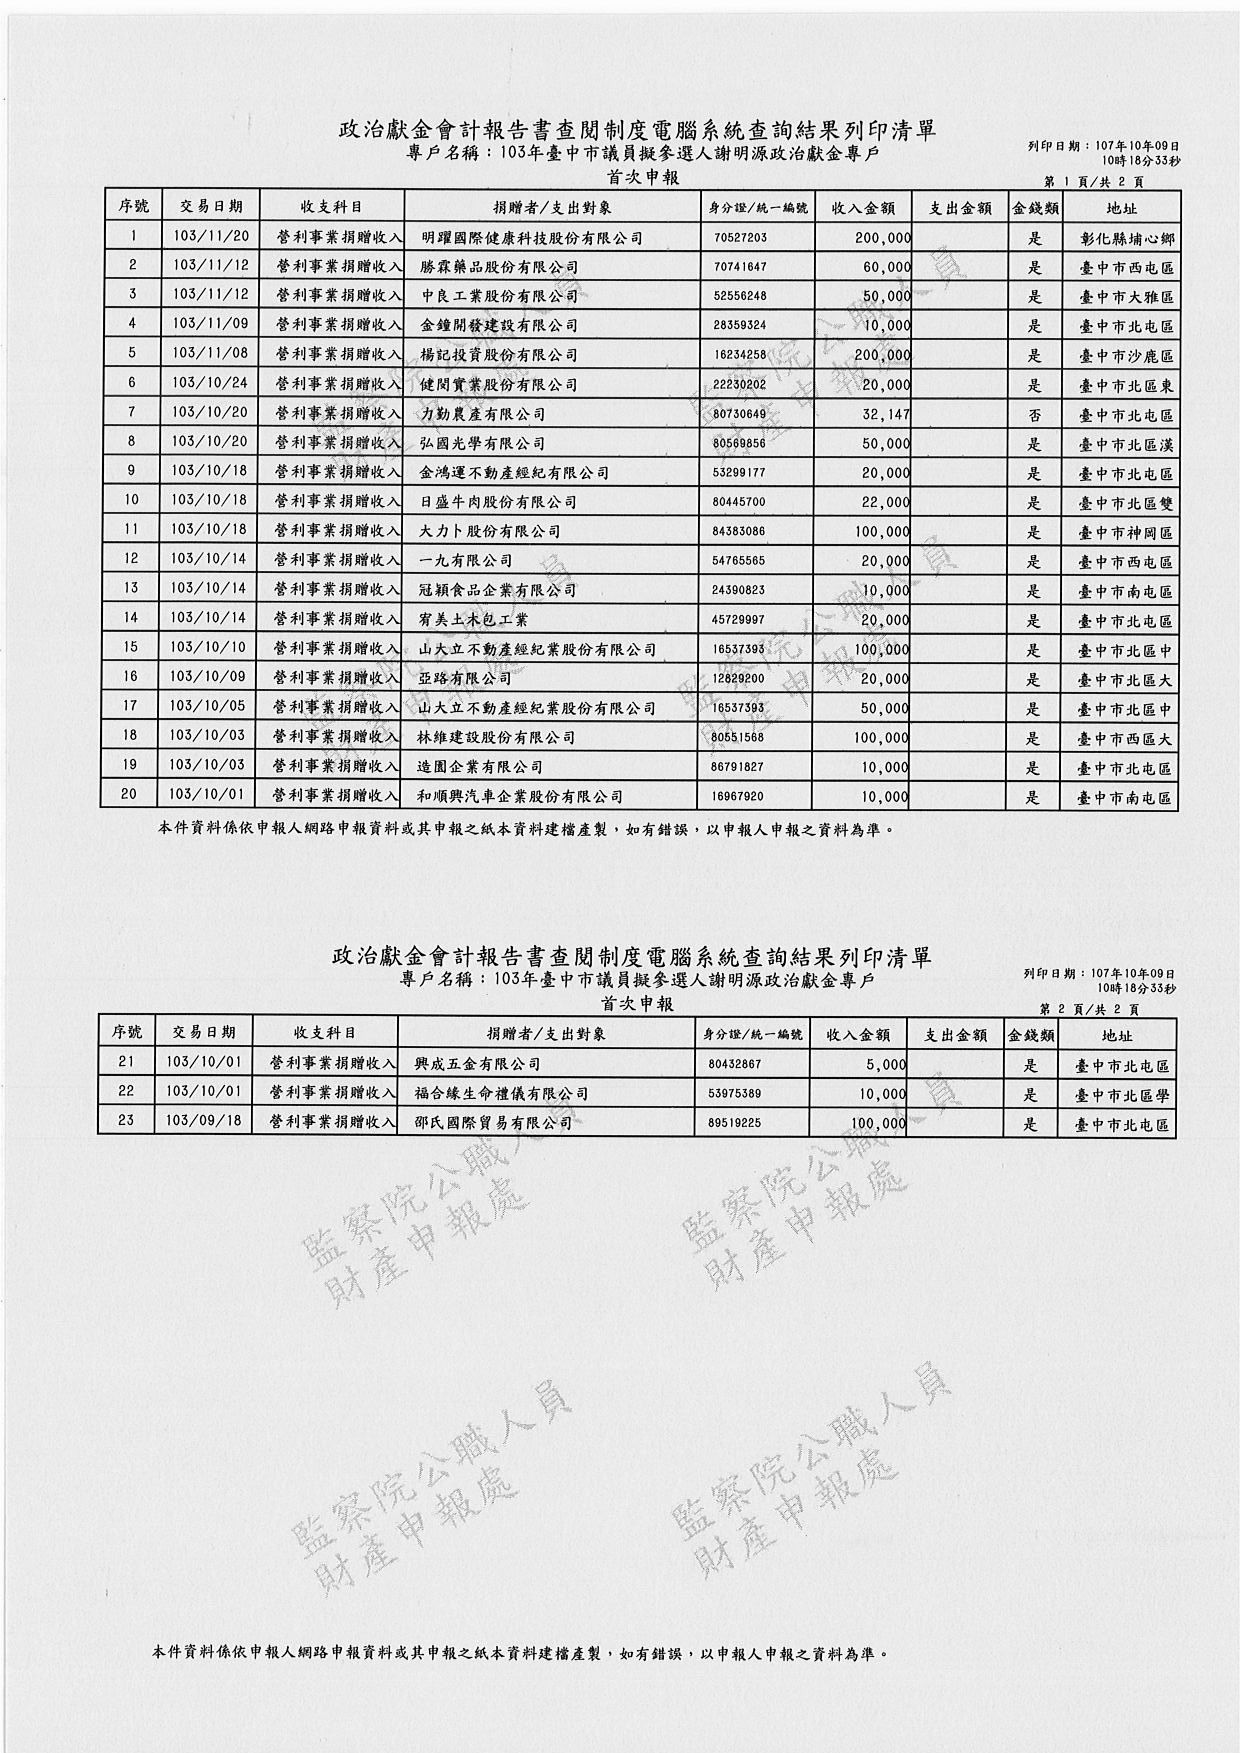 政治獻金會計報告書查閱制度電腦系統查詢結果列印清單
專戶名稱：103年臺中市議員擬參選人謝明源政治獻金專戶
列印日期：107年10年09日
10時18分33秒
首次申報
第 1 頁/共 2 頁
序號 交易日期 收支科目 捐贈者/支出對象 身分證/統一編號 收入金額 支出金額 金錢類 地址
1 103/11/20 營利事業捐贈收入 明躍國際健康科技股份有限公司 70527203 200,000 是 彰化縣埔心鄉
2 103/11/12 營利事業捐贈收入 勝霖藥品股份有限公司 70741647 60,000 是 臺中市西屯區
3 103/11/12 營利事業捐贈收入 中良工業股份有限公司 52556248 50,000 是 臺中市大雅區
4 103/11/09 營利事業捐贈收入 金鐘開發建設有限公司 28359324 10,000 是 臺中市北屯區
5 103/11/08 營利事業捐贈收入 楊記投資股份有限公司 16234258 200,000 是 臺中市沙鹿區
6 103/10/24 營利事業捐贈收入 健閔實業股份有限公司 22230202 20,000 是 臺中市北區東
7 103/10/20 營利事業捐贈收入 力勤農產有限公司 80730649 32,147 否 臺中市北屯區
8 103/10/20 營利事業捐贈收入 弘國光學有限公司 80569856 50,000 是 臺中市北區漢
9 103/10/18 營利事業捐贈收入 金鴻運不動產經紀有限公司 53299177 20,000 是 臺中市北屯區
10 103/10/18 營利事業捐贈收入 日盛牛肉股份有限公司 80445700 22,000 是 臺中市北區雙
11 103/10/18 營利事業捐贈收入 大力卜股份有限公司 84383086 100,000 是 臺中市神岡區
12 103/10/14 營利事業捐贈收入 一九有限公司 54765565 20,000 是 臺中市西屯區
13 103/10/14 營利事業捐贈收入 冠穎食品企業有限公司 24390823 10,000 是 臺中市南屯區
14 103/10/14 營利事業捐贈收入 宥美土木包工業 45729997 20,000 是 臺中市北屯區
15 103/10/10 營利事業捐贈收入 山大立不動產經紀業股份有限公司 16537393 100,000 是 臺中市北區中
16 103/10/09 營利事業捐贈收入 亞路有限公司 12829200 20,000 是 臺中市北區大
17 103/10/05 營利事業捐贈收入 山大立不動產經紀業股份有限公司 16537393 50,000 是 臺中市北區中
18 103/10/03 營利事業捐贈收入 林維建設股份有限公司 80551568 100,000 是 臺中市西區大
19 103/10/03 營利事業捐贈收入 造園企業有限公司 86791827 10,000 是 臺中市北屯區
20 103/10/01 營利事業捐贈收入 和順興汽車企業股份有限公司 16967920 10,000 是 臺中市南屯區
本件資料係依申報人網路申報資料或其申報之紙本資料建檔產製，如有錯誤，以申報人申報之資料為準。
監察院公職人員
財產申報處
監察院公職人員
財產申報處
監察院公職人員
財產申報處
監察院公職人員
財產申報處
政治獻金會計報告書查閱制度電腦系統查詢結果列印清單
專戶名稱：103年臺中市議員擬參選人謝明源政治獻金專戶
列印日期：107年10年09日
10時18分33秒
首次申報
第 2 頁/共 2 頁
序號 交易日期 收支科目 捐贈者/支出對象 身分證/統一編號 收入金額 支出金額 金錢類 地址
21 103/10/01 營利事業捐贈收入 興成五金有限公司 80432867 5,000 是 臺中市北屯區
22 103/10/01 營利事業捐贈收入 福合緣生命禮儀有限公司 53975389 10,000 是 臺中市北區學
23 103/09/18 營利事業捐贈收入 邵氏國際貿易有限公司 89519225 100,000 是 臺中市北屯區
監察院公職人員
財產申報處
監察院公職人員
財產申報處
監察院公職人員
財產申報處
監察院公職人員
財產申報處
本件資料係依申報人網路申報資料或其申報之紙本資料建檔產製，如有錯誤，以申報人申報之資料為準。